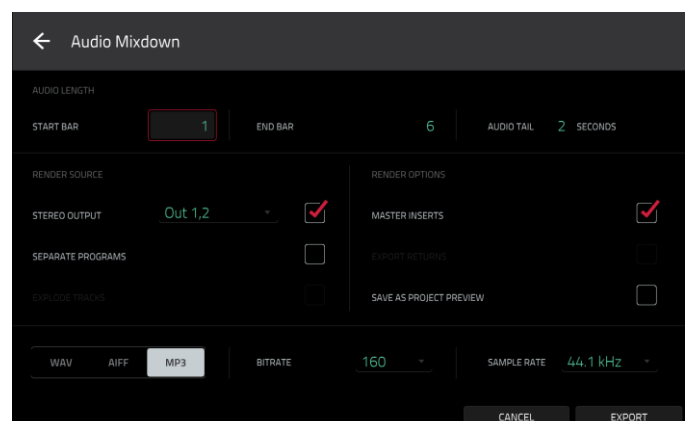 Audio Mixdown
AUDIO LENGTH
START BAR 1 END BAR 6 AUDIO TAIL 2 SECONDS
RENDER SOURCE RENDER OPTIONS
STEREO OUTPUT Out 1,2 MASTER INSERTS
SEPARATE PROGRAMS EXPORT RETURNS
EXPLODE TRACKS SAVE AS PROJECT PREVIEW
WAV AIFF MP3 BITRATE 160 SAMPLE RATE 44.1 kHz
CANCEL EXPORT